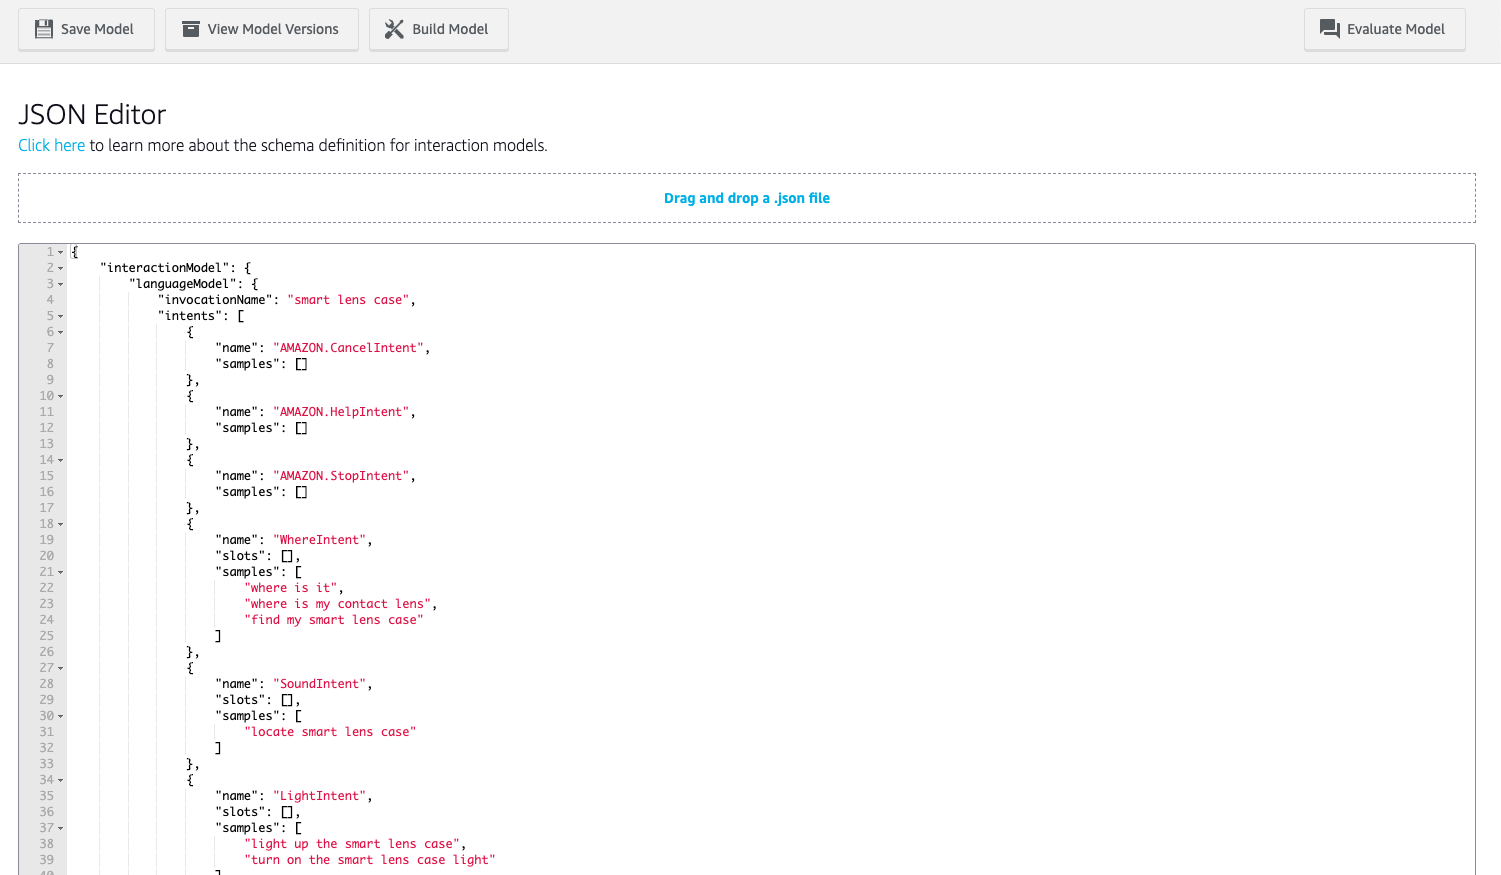 Save Model
View Model Versions
Build Model
Evaluate Model
JSON Editor
Click here to learn more about the schema definition for interaction models.
Drag and drop a .json file
1 {
2 "interactionModel": {
3 "languageModel": {
4 "invocationName": "smart lens case",
5 "intents": [
6 {
7 "name": "AMAZON.CancelIntent",
8 "samples": []
9 },
10 {
11 "name": "AMAZON.HelpIntent",
12 "samples": []
13 },
14 {
15 "name": "AMAZON.StopIntent",
16 "samples": []
17 },
18 {
19 "name": "WhereIntent",
20 "slots": [],
21 "samples": [
22 "where is it",
23 "where is my contact lens",
24 "find my smart lens case"
25 ]
26 },
27 {
28 "name": "SoundIntent",
29 "slots": [],
30 "samples": [
31 "locate smart lens case"
32 ]
33 },
34 {
35 "name": "LightIntent",
36 "slots": [],
37 "samples": [
38 "light up the smart lens case",
39 "turn on the smart lens case light"
40 ]